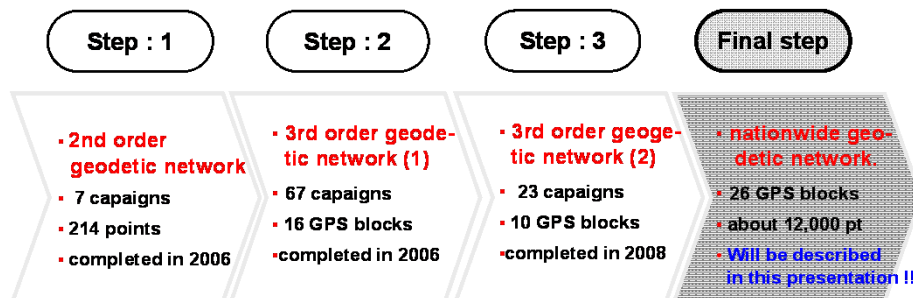 Step : 1
Step : 2
Step : 3
Final step
▪ 2nd order
geodetic network
▪ 7 capaigns
▪ 214 points
▪ completed in 2006
▪ 3rd order geode-
tic network (1)
▪ 67 capaigns
▪ 16 GPS blocks
▪completed in 2006
▪ 3rd order geoge-
tic network (2)
▪ 23 capaigns
▪ 10 GPS blocks
▪completed in 2008
▪ nationwide geo-
detic network.
▪ 26 GPS blocks
▪ about 12,000 pt
▪ Will be described
in this presentation !!